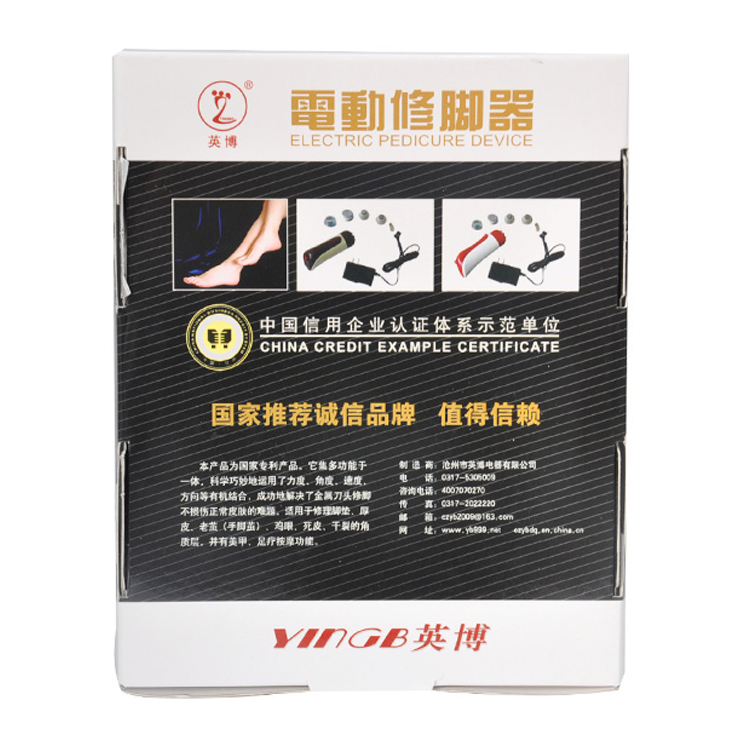 ®
英博
電動修脚器
ELECTRIC PEDICURE DEVICE
中国信用企业认证体系示范单位
CHINA CREDIT EXAMPLE CERTIFICATE
国家推荐诚信品牌 值得信赖
本产品为国家专利产品。它集多功能于
一体，科学巧妙地运用了力度、角度、速度、
方向等有机结合，成功地解决了金属刀头修脚
不损伤正常皮肤的难题。适用于修理脚垫、厚
皮、老茧（手脚茧）、鸡眼、死皮、干裂的角
质层，并有美甲、足疗按摩功能。
制造商：沧州市英博电器有限公司
电话：0317-5305009
咨询电话：4007070270
传真：0317-2022220
邮箱：czyb2009@163.com
网址：www.yb999.net czybdq.en.china.cn
YINGB英博